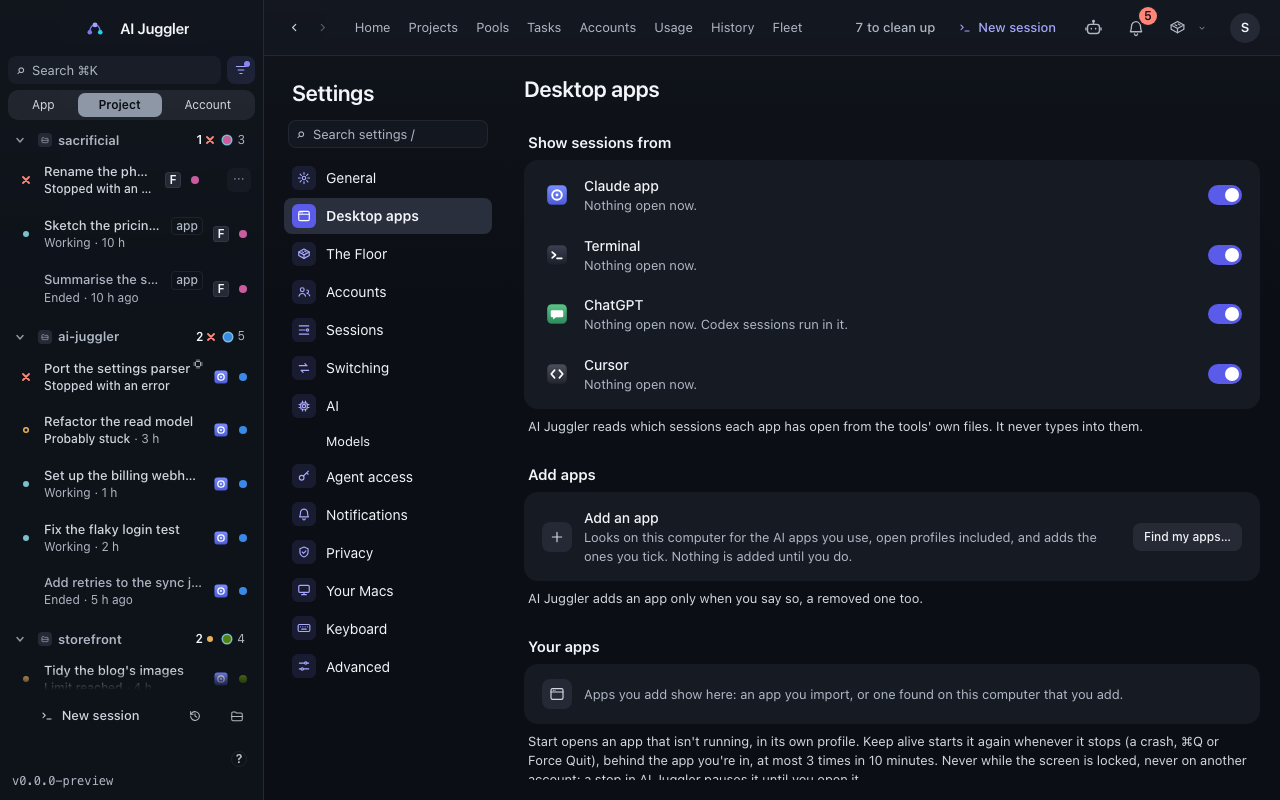 AI Juggler
Search ⌘K
App Project Account
sacrificial 1 3
Rename the ph... F
Stopped with an ...
Sketch the pricin... app F
Working · 10 h
Summarise the s... app F
Ended · 10 h ago
ai-juggler 2 5
Port the settings parser
Stopped with an error
Refactor the read model
Probably stuck · 3 h
Set up the billing webh...
Working · 1 h
Fix the flaky login test
Working · 2 h
Add retries to the sync j...
Ended · 5 h ago
storefront 2 4
Tidy the blog's images
Limit reached · 4 h
New session
?
v0.0.0-preview
Home Projects Pools Tasks Accounts Usage History Fleet 7 to clean up New session 5 S
Settings
Search settings /
General
Desktop apps
The Floor
Accounts
Sessions
Switching
AI
Models
Agent access
Notifications
Privacy
Your Macs
Keyboard
Advanced
Desktop apps
Show sessions from
Claude app
Nothing open now.
Terminal
Nothing open now.
ChatGPT
Nothing open now. Codex sessions run in it.
Cursor
Nothing open now.
AI Juggler reads which sessions each app has open from the tools' own files. It never types into them.
Add apps
Add an app
Looks on this computer for the AI apps you use, open profiles included, and adds the
ones you tick. Nothing is added until you do.
Find my apps...
AI Juggler adds an app only when you say so, a removed one too.
Your apps
Apps you add show here: an app you import, or one found on this computer that you add.
Start opens an app that isn't running, in its own profile. Keep alive starts it again whenever it stops (a crash, ⌘Q or
Force Quit), behind the app you're in, at most 3 times in 10 minutes. Never while the screen is locked, never on another
account; a stop in AI Juggler pauses it until you open it.